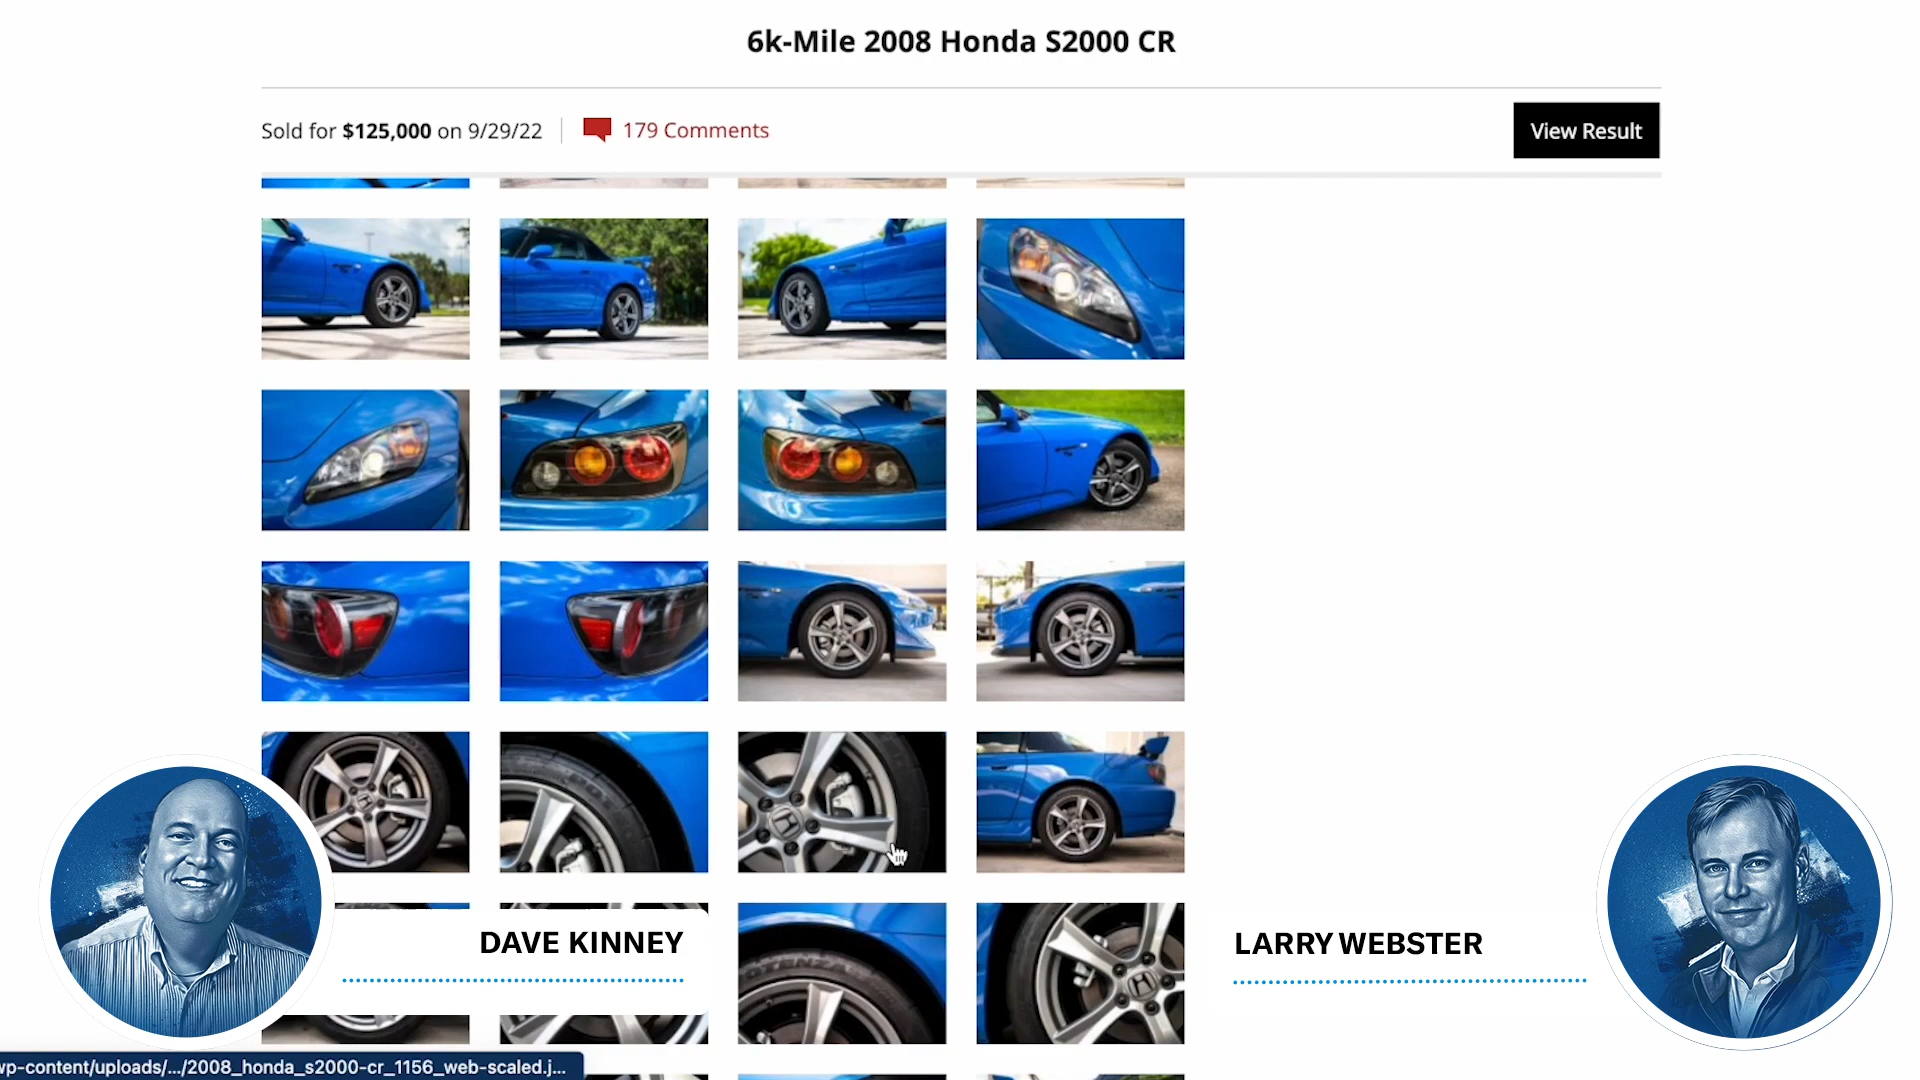 6k-Mile 2008 Honda S2000 CR
Sold for $125,000 on 9/29/22
179 Comments
View Result
POTENZA
DAVE KINNEY
LARRY WEBSTER
wp-content/uploads/.../2008_honda_s2000-cr_1156_web-scaled.j...